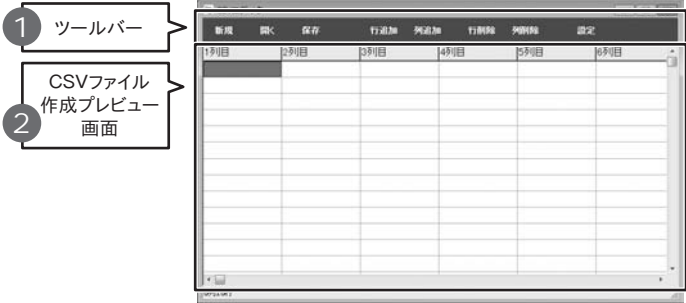 1 ツールバー
新規 開く 保存 行追加 列追加 行削除 列削除 設定
1列目 2列目 3列目 4列目 5列目 6列目
2 CSVファイル
作成プレビュー
画面